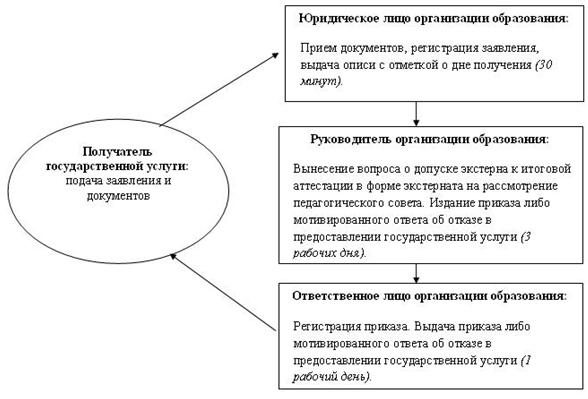 Юридическое лицо организации образования:
Прием документов, регистрация заявления,
выдача описи с отметкой о дне получения (30
минут).
Получатель
государственной услуги:
подача заявления и
документов
Руководитель организации образования:
Вынесение вопроса о допуске экстерна к итоговой
аттестации в форме экстерната на рассмотрение
педагогического совета. Издание приказа либо
мотивированного ответа об отказе в
предоставлении государственной услуги (3
рабочих дня).
Ответственное лицо организации образования:
Регистрация приказа. Выдача приказа либо
мотивированного ответа об отказе в
предоставлении государственной услуги (1
рабочий день).